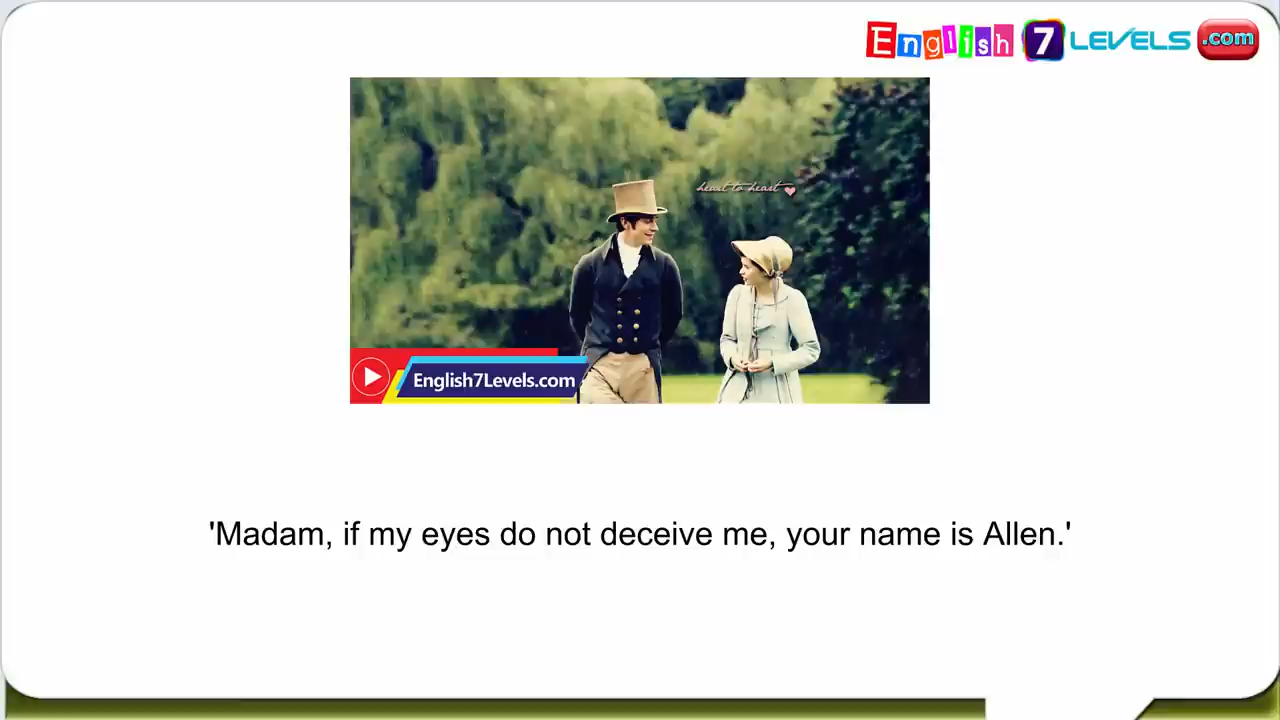 English 7 LEVELS .com
heart to heart
English7Levels.com
'Madam, if my eyes do not deceive me, your name is Allen.'